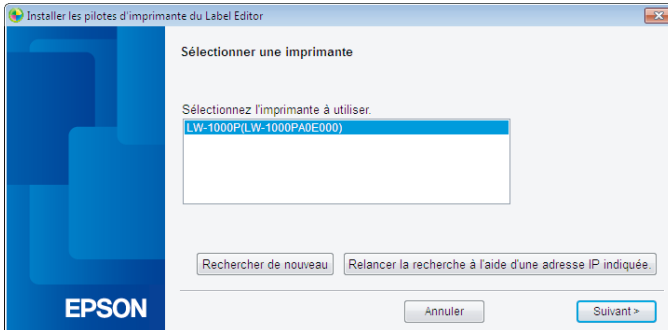 Installer les pilotes d'imprimante du Label Editor
Sélectionner une imprimante
Sélectionnez l'imprimante à utiliser.
LW-1000P(LW-1000PA0E000)
Rechercher de nouveau
Relancer la recherche à l'aide d'une adresse IP indiquée.
EPSON
Annuler
Suivant >